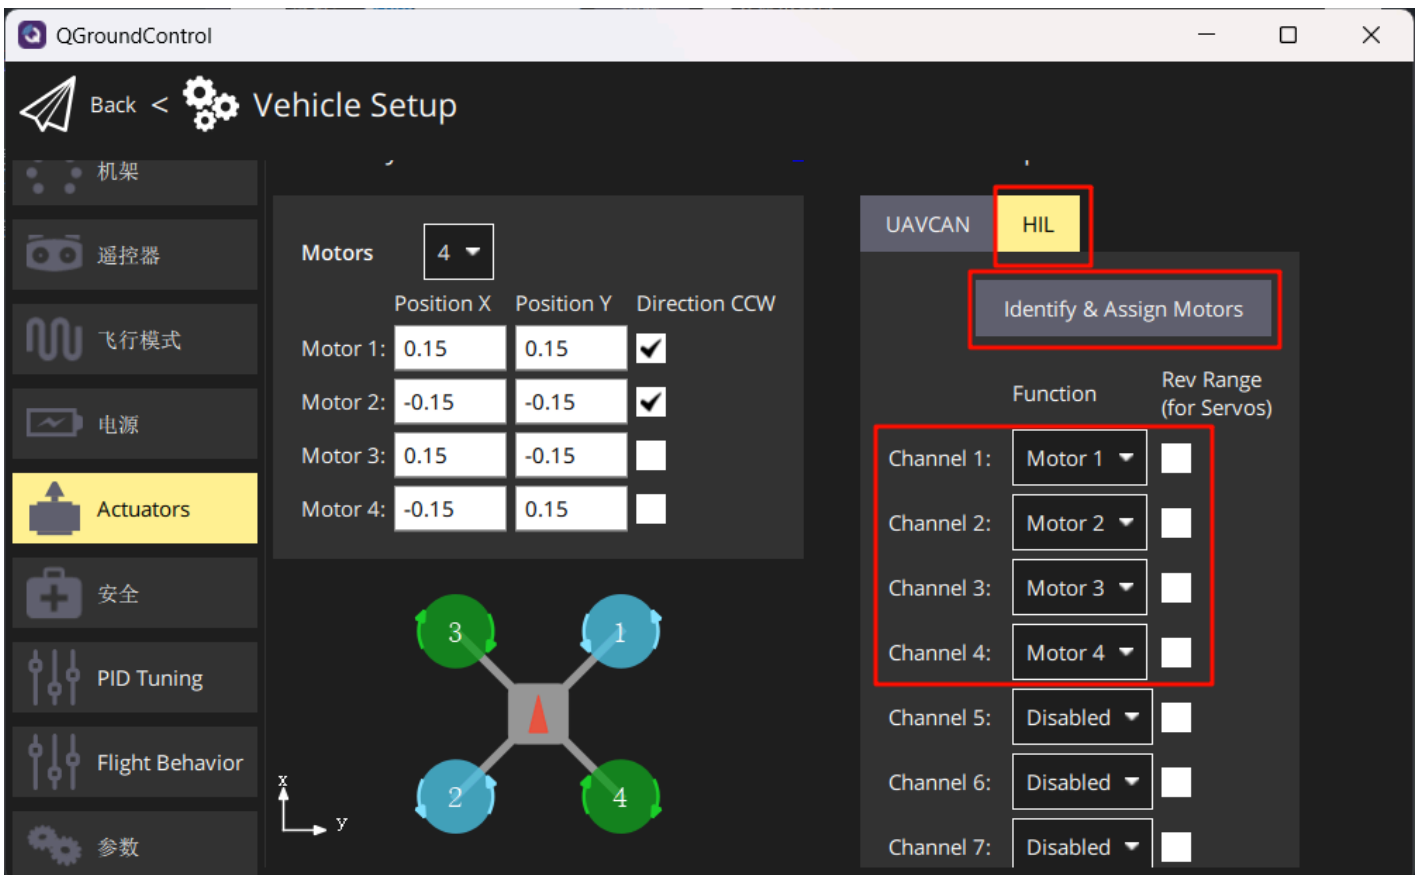 QGroundControl
Back < Vehicle Setup
机架
遥控器
飞行模式
电源
Actuators
安全
PID Tuning
Flight Behavior
参数
Motors 4
Position X Position Y Direction CCW
Motor 1: 0.15 0.15
Motor 2: -0.15 -0.15
Motor 3: 0.15 -0.15
Motor 4: -0.15 0.15
3 1
2 4
x
y
UAVCAN HIL
Identify & Assign Motors
Function Rev Range
(for Servos)
Channel 1: Motor 1
Channel 2: Motor 2
Channel 3: Motor 3
Channel 4: Motor 4
Channel 5: Disabled
Channel 6: Disabled
Channel 7: Disabled